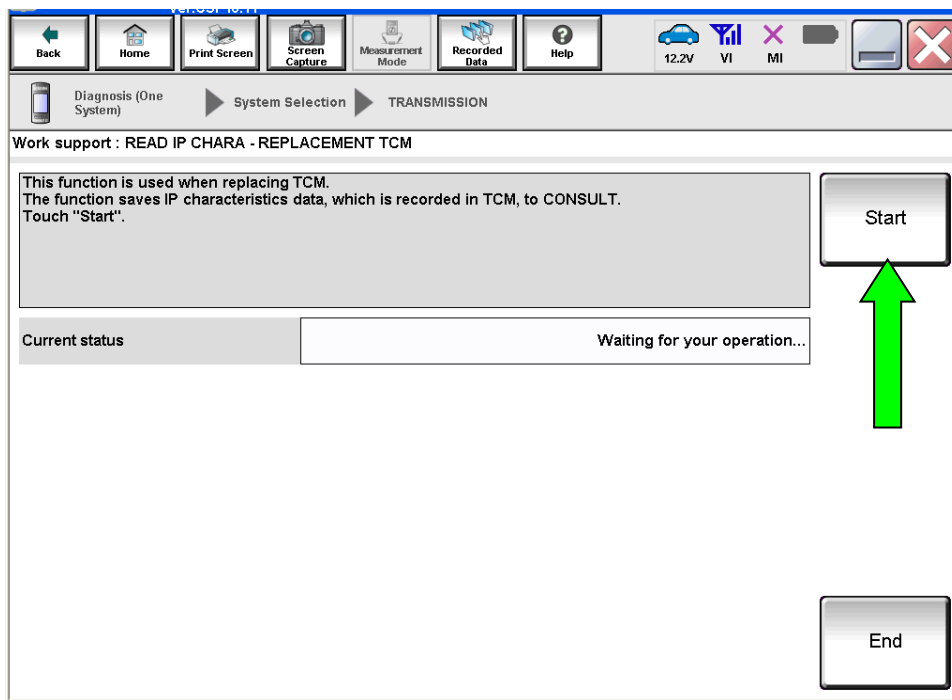 Back
Home
Print Screen
Screen
Capture
Measurement
Mode
Recorded
Data
Help
12.2V
VI
MI
Diagnosis (One
System)
System Selection
TRANSMISSION
Work support : READ IP CHARA - REPLACEMENT TCM
This function is used when replacing TCM.
The function saves IP characteristics data, which is recorded in TCM, to CONSULT.
Touch "Start".
Start
Current status
Waiting for your operation...
End